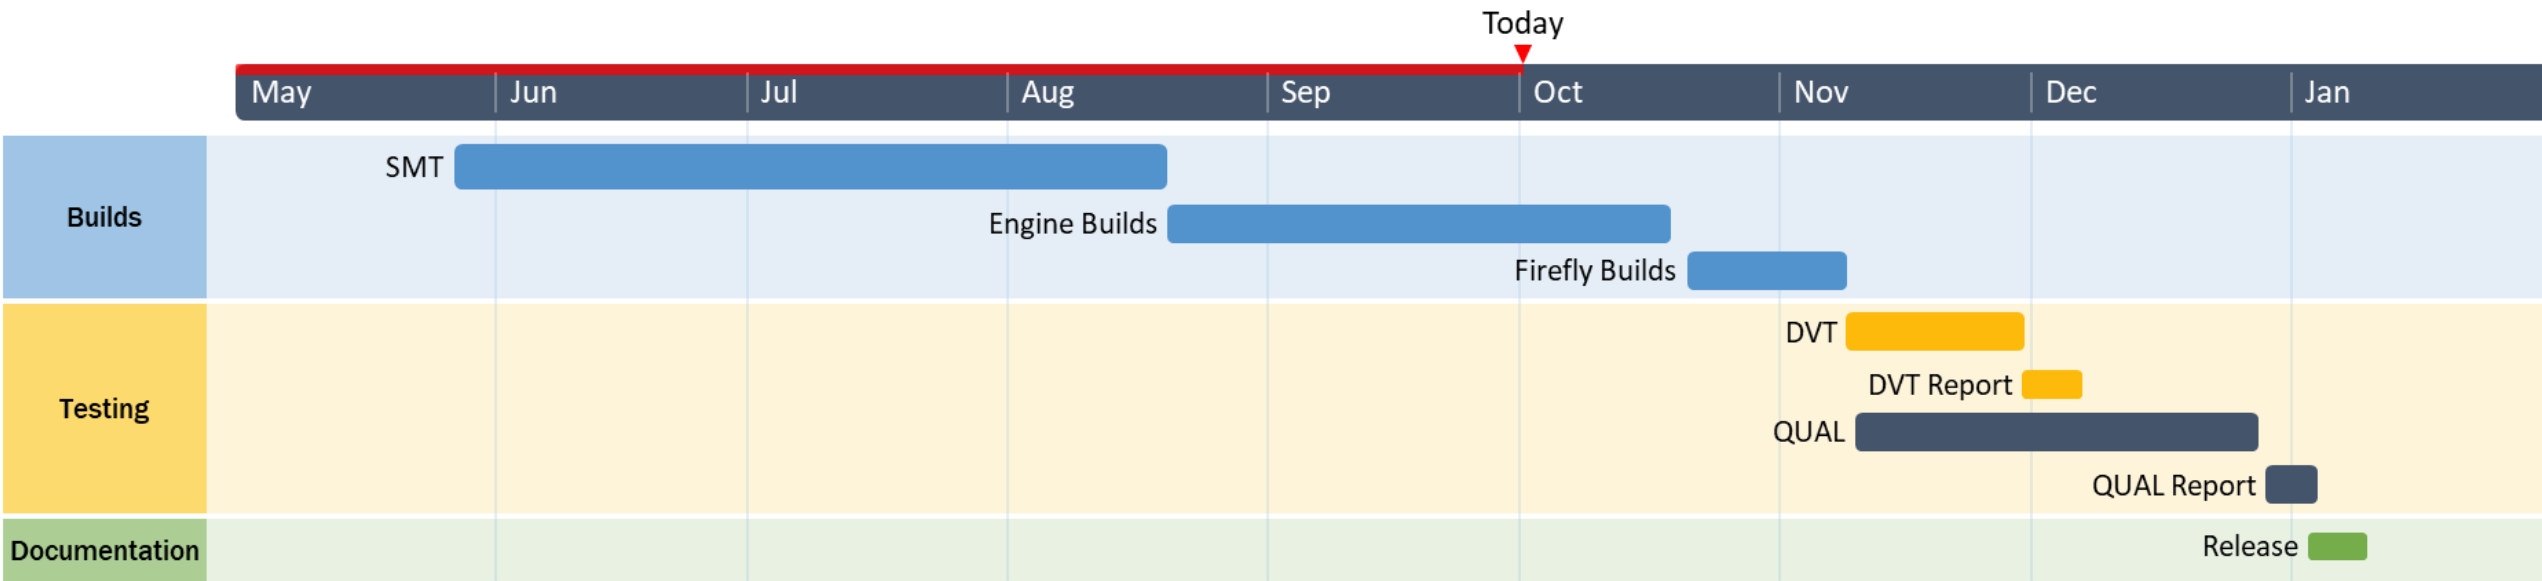 Today
May
Jun
Jul
Aug
Sep
Oct
Nov
Dec
Jan
Builds
SMT
Engine Builds
Firefly Builds
Testing
DVT
DVT Report
QUAL
QUAL Report
Documentation
Release